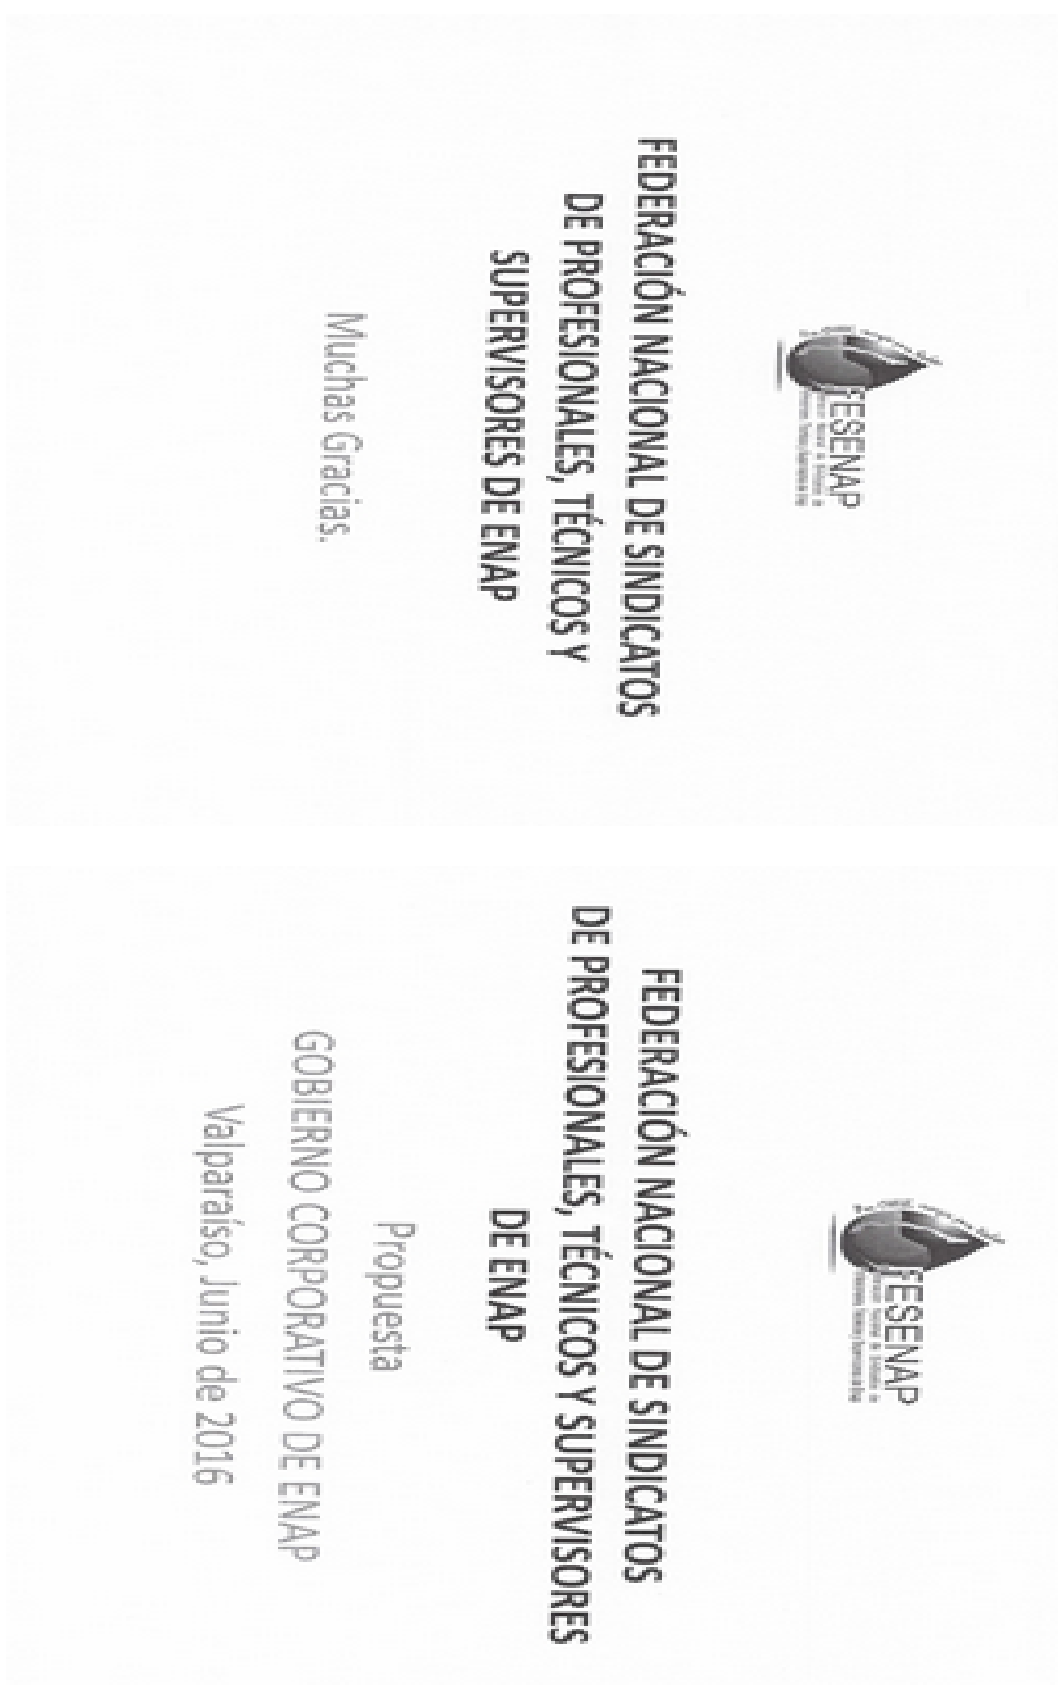 FESENAP
FEDERACIÓN NACIONAL DE SINDICATOS
DE PROFESIONALES, TÉCNICOS Y
SUPERVISORES DE ENAP
Muchas Gracias.
FESENAP
FEDERACIÓN NACIONAL DE SINDICATOS
DE PROFESIONALES, TÉCNICOS Y SUPERVISORES
DE ENAP
Propuesta
GOBIERNO CORPORATIVO DE ENAP
Valparaíso, Junio de 2016